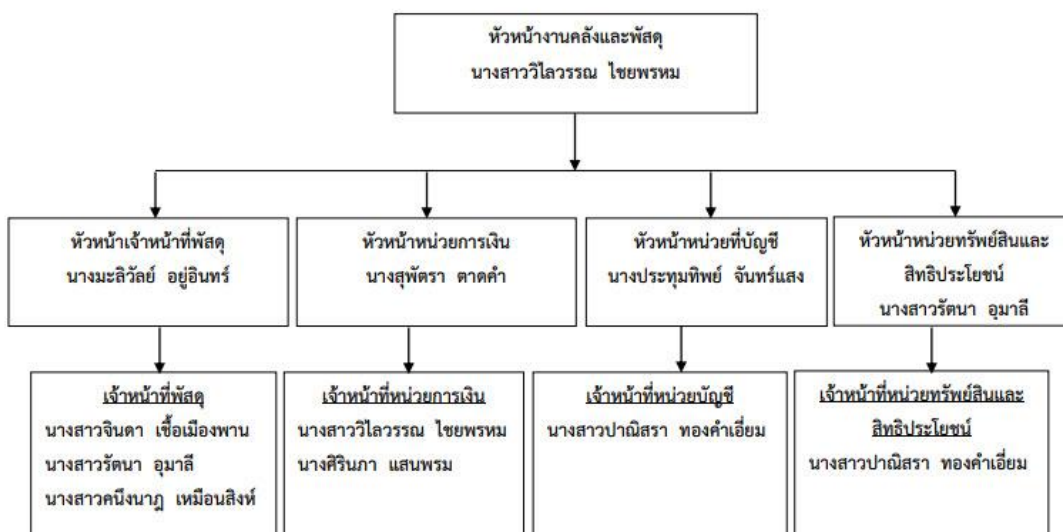 หัวหน้างานคลังและพัสดุ
นางสาววิไลวรรณ ไชยพรหม
หัวหน้าเจ้าหน้าที่พัสดุ
นางมะลิวัลย์ อยู่อินทร์
หัวหน้าหน่วยการเงิน
นางสุพัตรา ตาดคำ
หัวหน้าหน่วยที่บัญชี
นางประทุมทิพย์ จันทร์แสง
หัวหน้าหน่วยทรัพย์สินและ
สิทธิประโยชน์
นางสาวรัตนา อุมาลี
เจ้าหน้าที่พัสดุ
นางสาวจินดา เชื้อเมืองพาน
นางสาวรัตนา อุมาลี
นางสาวคนึงนาฎ เหมือนสิงห์
เจ้าหน้าที่หน่วยการเงิน
นางสาววิไลวรรณ ไชยพรหม
นางศิรินภา แสนพรม
เจ้าหน้าที่หน่วยบัญชี
นางสาวปาณิสรา ทองคำเอี่ยม
เจ้าหน้าที่หน่วยทรัพย์สินและ
สิทธิประโยชน์
นางสาวปาณิสรา ทองคำเอี่ยม